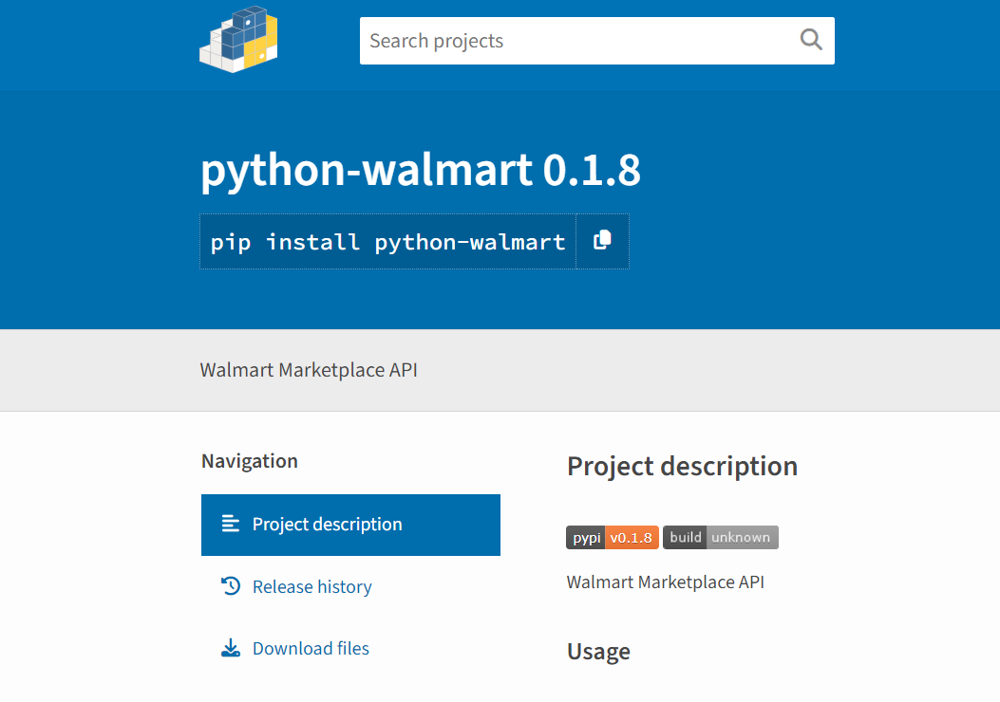 Search projects
python-walmart 0.1.8
pip install python-walmart
Walmart Marketplace API
Navigation
Project description
Release history
Download files
Project description
pypi v0.1.8 build unknown
Walmart Marketplace API
Usage